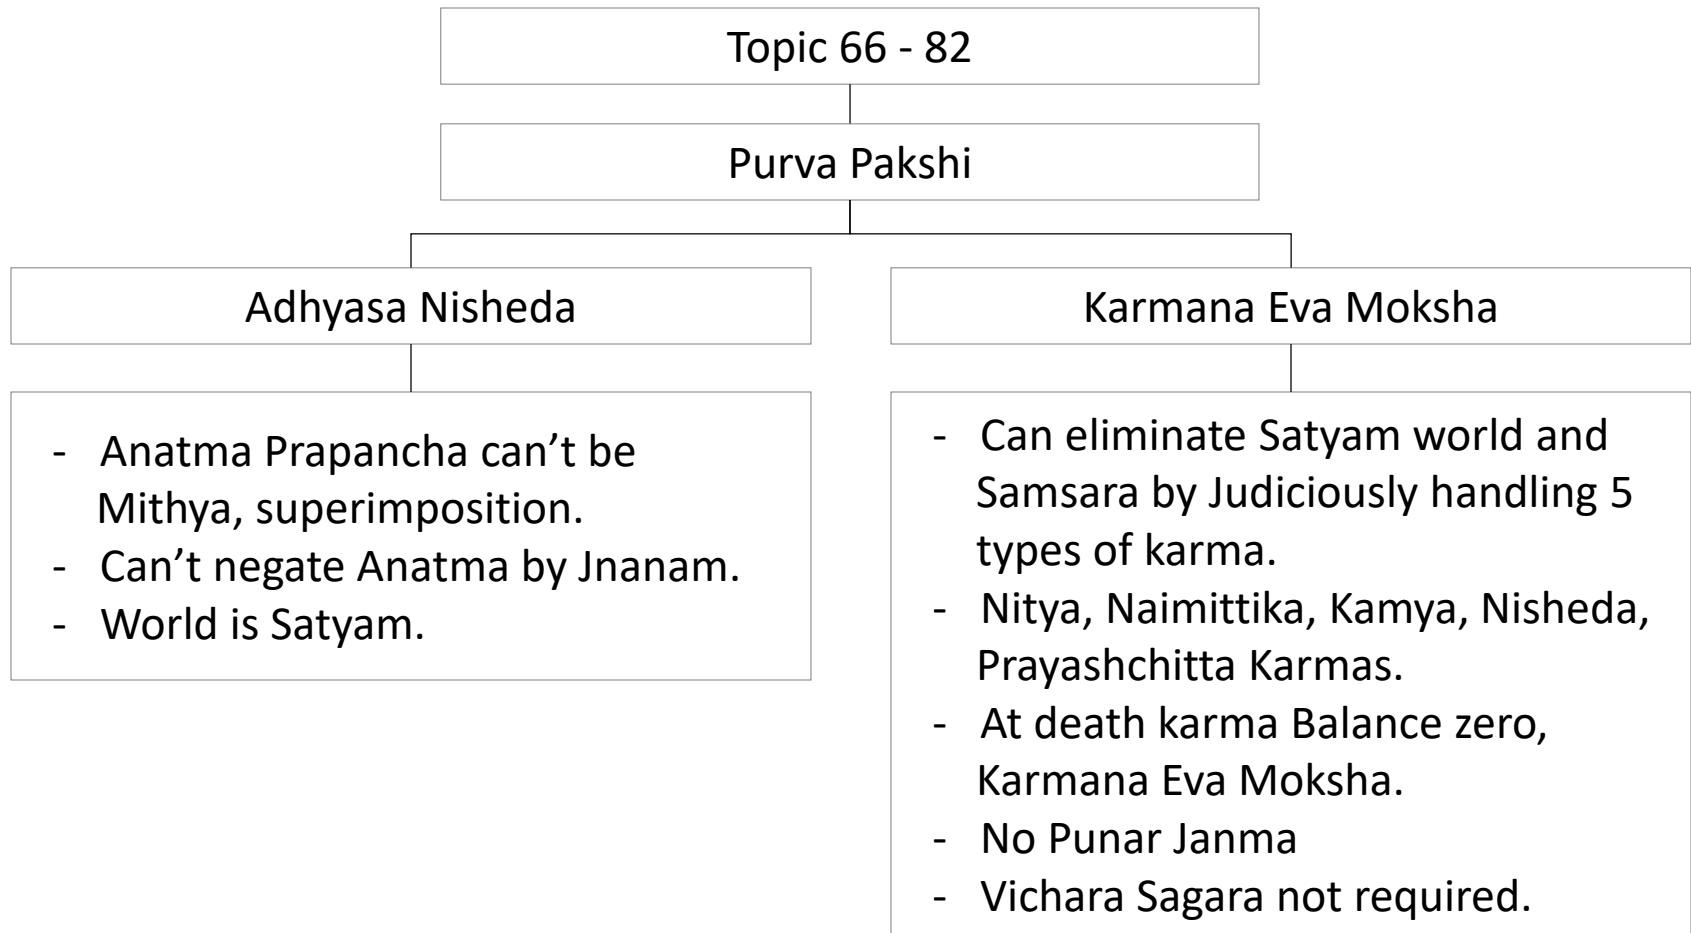 Topic 66 - 82
Purva Pakshi
Adhyasa Nisheda
- Anatma Prapancha can’t be
Mithya, superimposition.
- Can’t negate Anatma by Jnanam.
- World is Satyam.
Karmana Eva Moksha
- Can eliminate Satyam world and
Samsara by Judiciously handling 5
types of karma.
- Nitya, Naimittika, Kamya, Nisheda,
Prayashchitta Karmas.
- At death karma Balance zero,
Karmana Eva Moksha.
- No Punar Janma
- Vichara Sagara not required.